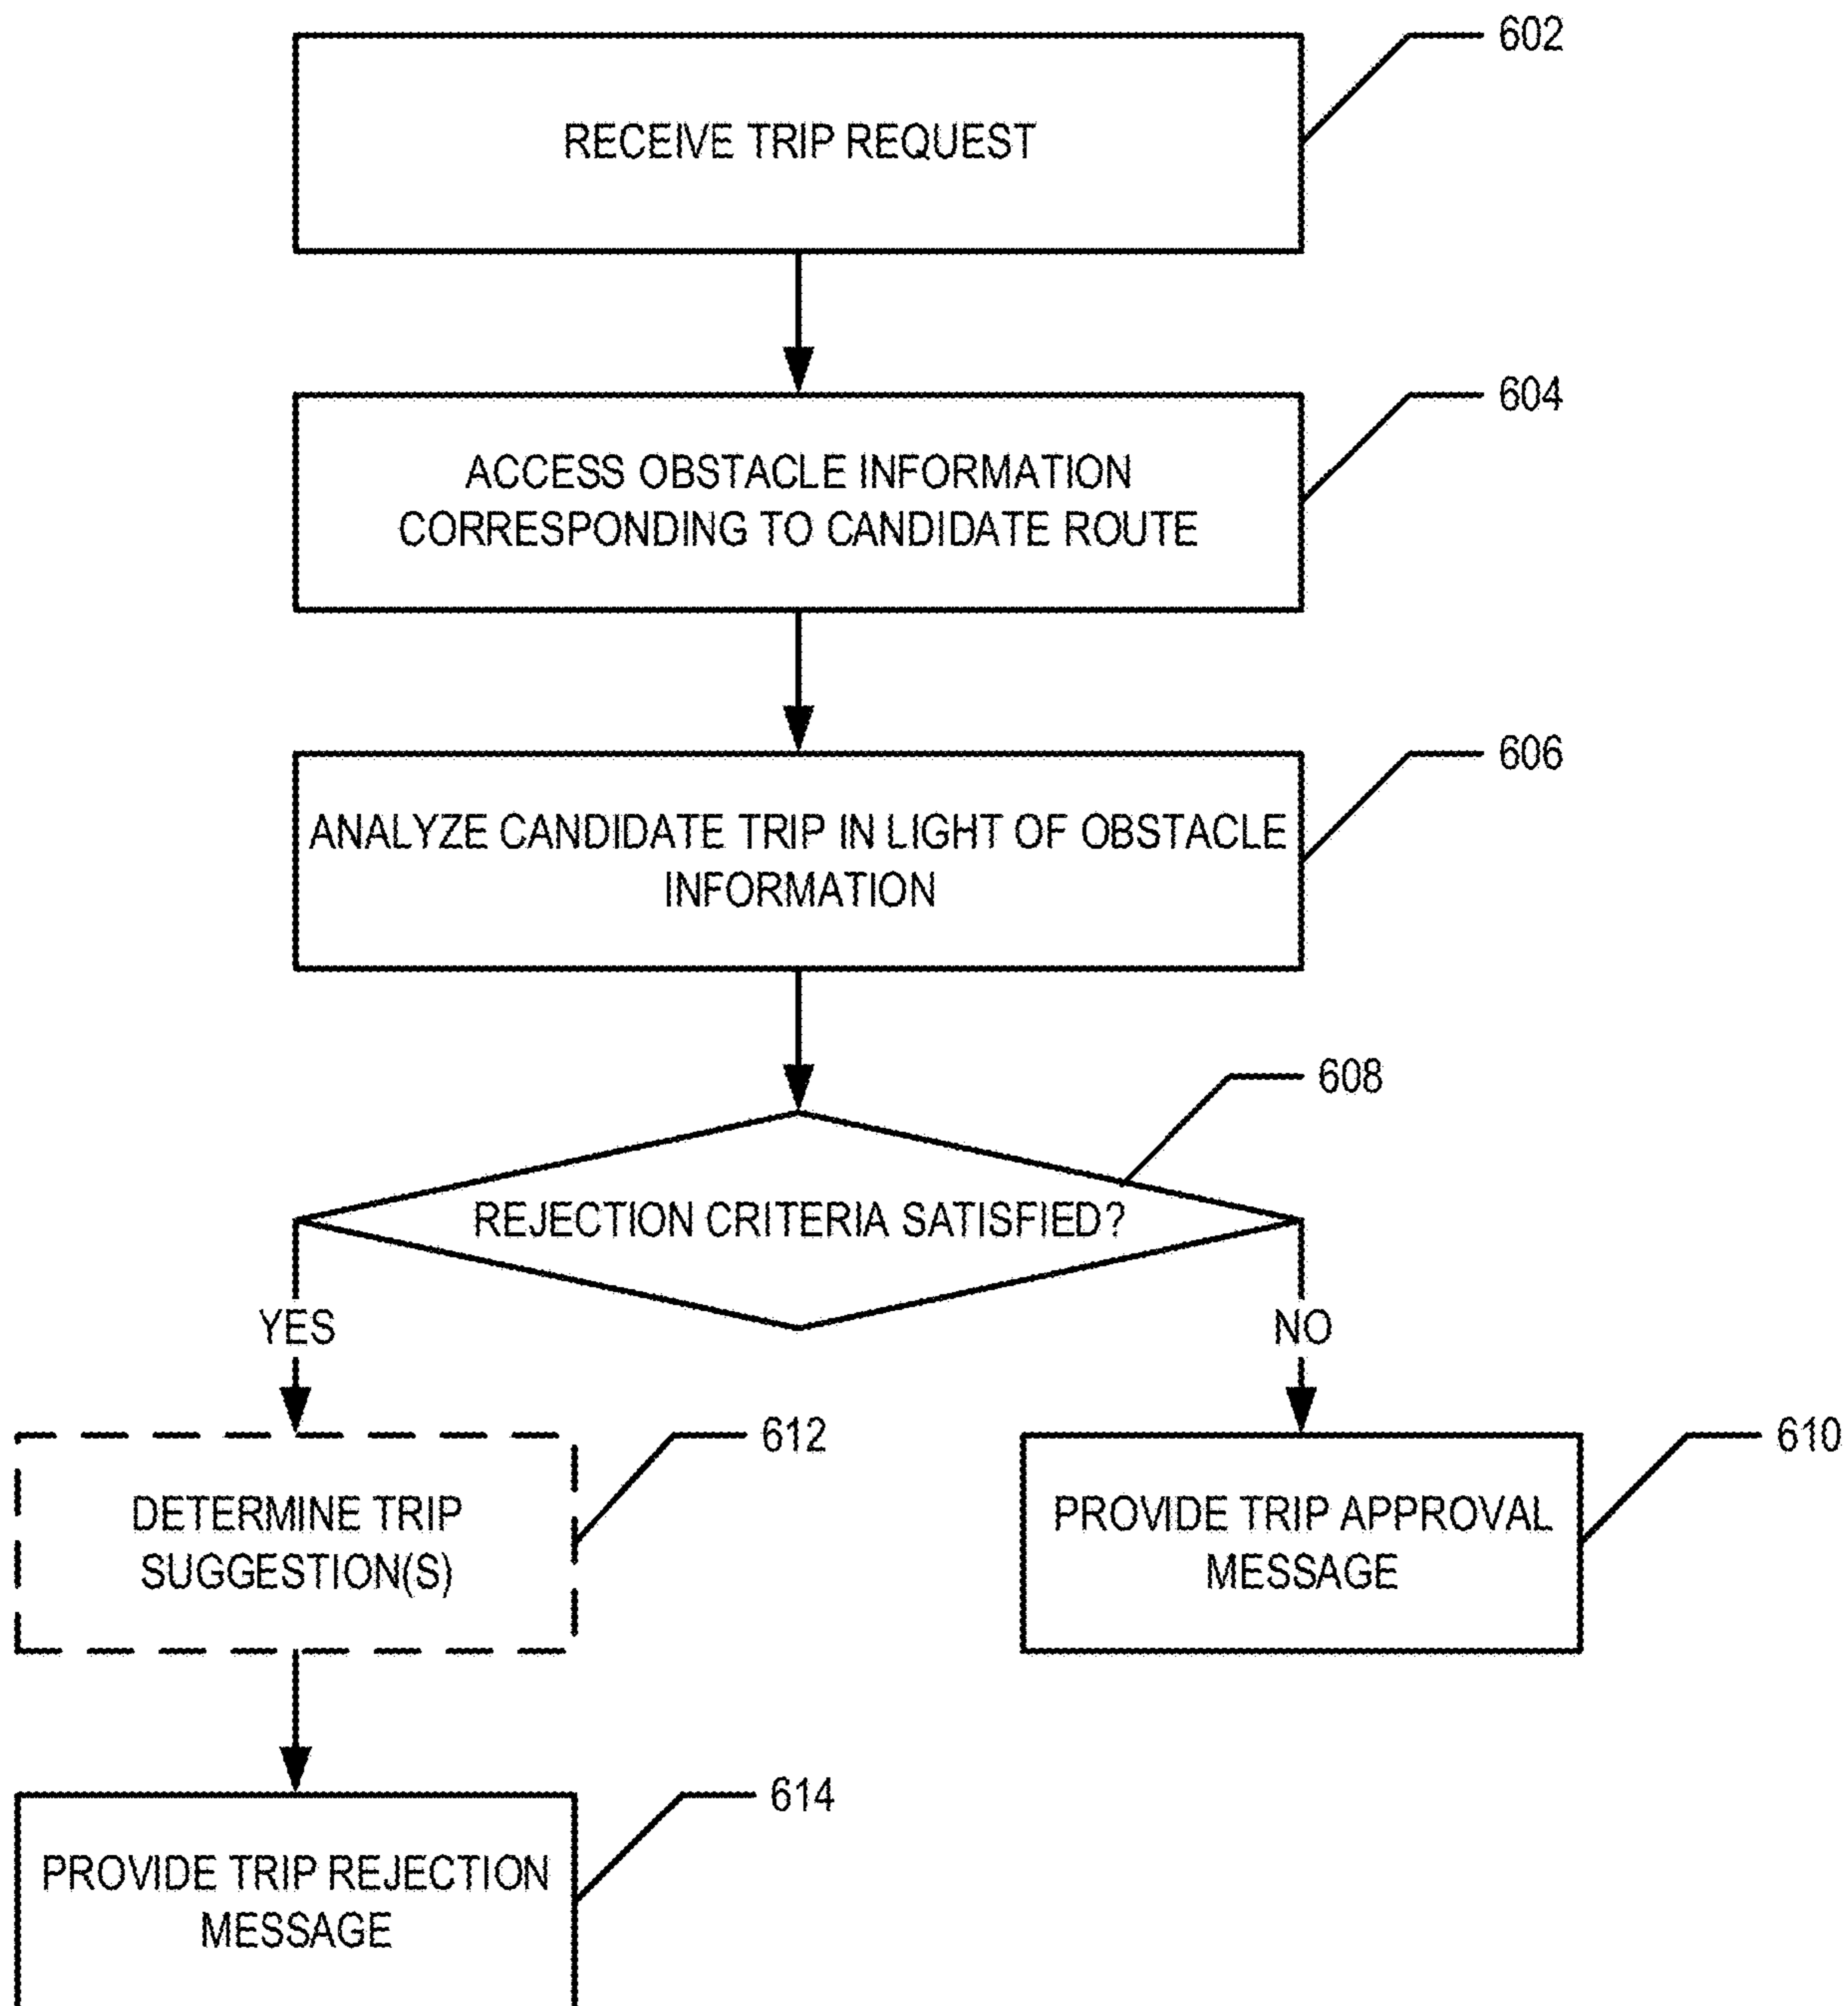 602
RECEIVE TRIP REQUEST
604
ACCESS OBSTACLE INFORMATION
CORRESPONDING TO CANDIDATE ROUTE
606
ANALYZE CANDIDATE TRIP IN LIGHT OF OBSTACLE
INFORMATION
608
REJECTION CRITERIA SATISFIED?
YES
NO
612
DETERMINE TRIP
SUGGESTION(S)
610
PROVIDE TRIP APPROVAL
MESSAGE
614
PROVIDE TRIP REJECTION
MESSAGE